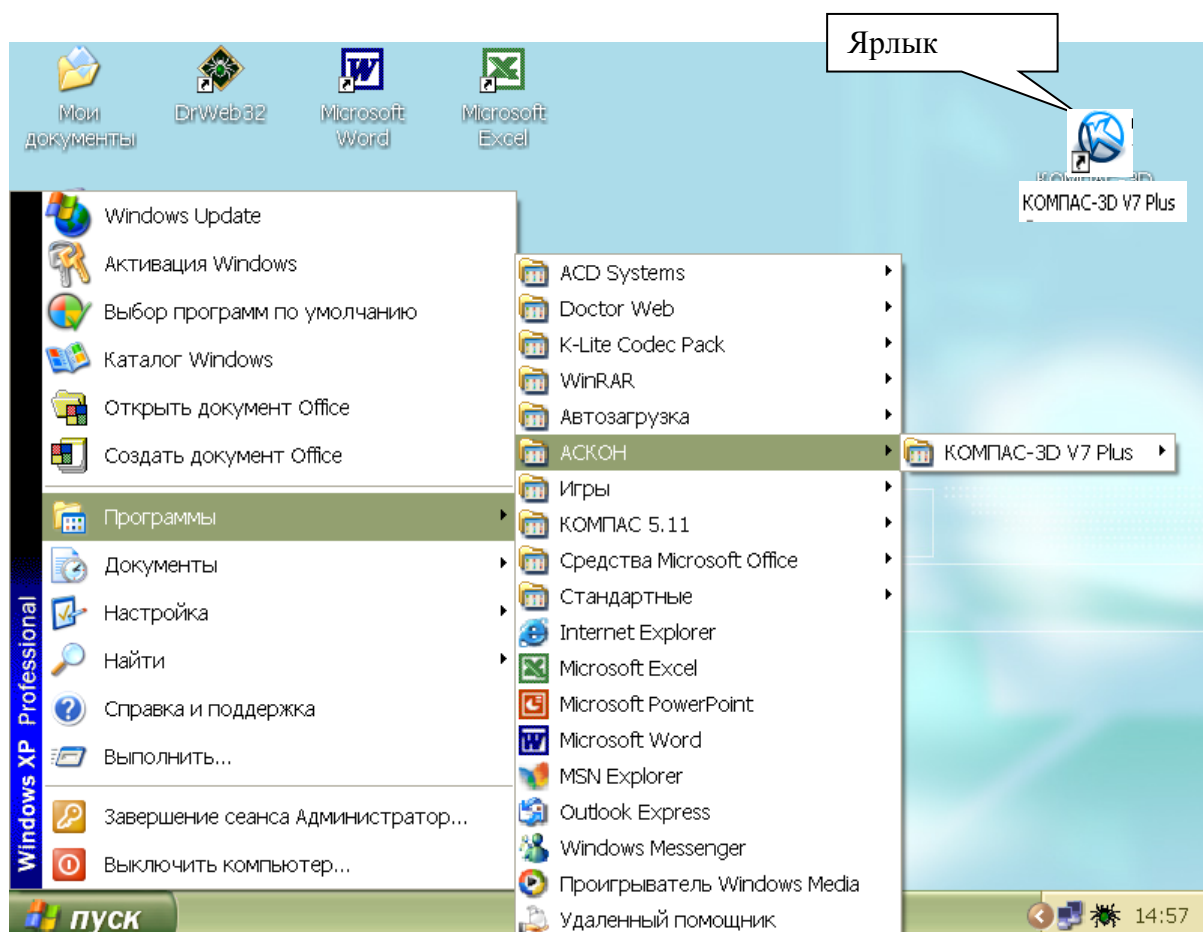 Ярлык
Мои
документы
DrWeb32
Microsoft
Word
Microsoft
Excel
КОМПАС-3D
КОМПАС-3D V7 Plus
Windows Update
Активация Windows
Выбор программ по умолчанию
Каталог Windows
Открыть документ Office
Создать документ Office
Программы
Документы
Настройка
Найти
Справка и поддержка
Выполнить...
Завершение сеанса Администратор...
Выключить компьютер...
Windows XP Professional
ACD Systems
Doctor Web
K-Lite Codec Pack
WinRAR
Автозагрузка
АСКОН
Игры
КОМПАС 5.11
Средства Microsoft Office
Стандартные
Internet Explorer
Microsoft Excel
Microsoft PowerPoint
Microsoft Word
MSN Explorer
Outlook Express
Windows Messenger
Проигрыватель Windows Media
Удаленный помощник
КОМПАС-3D V7 Plus
пуск
14:57